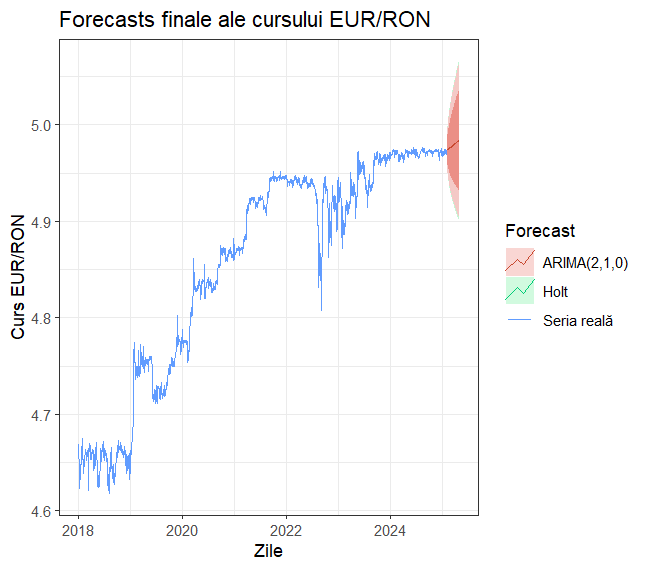 Forecasts finale ale cursului EUR/RON
Curs EUR/RON
5.0
4.9
4.8
4.7
4.6
2018 2020 2022 2024
Zile
Forecast
ARIMA(2,1,0)
Holt
Seria reală